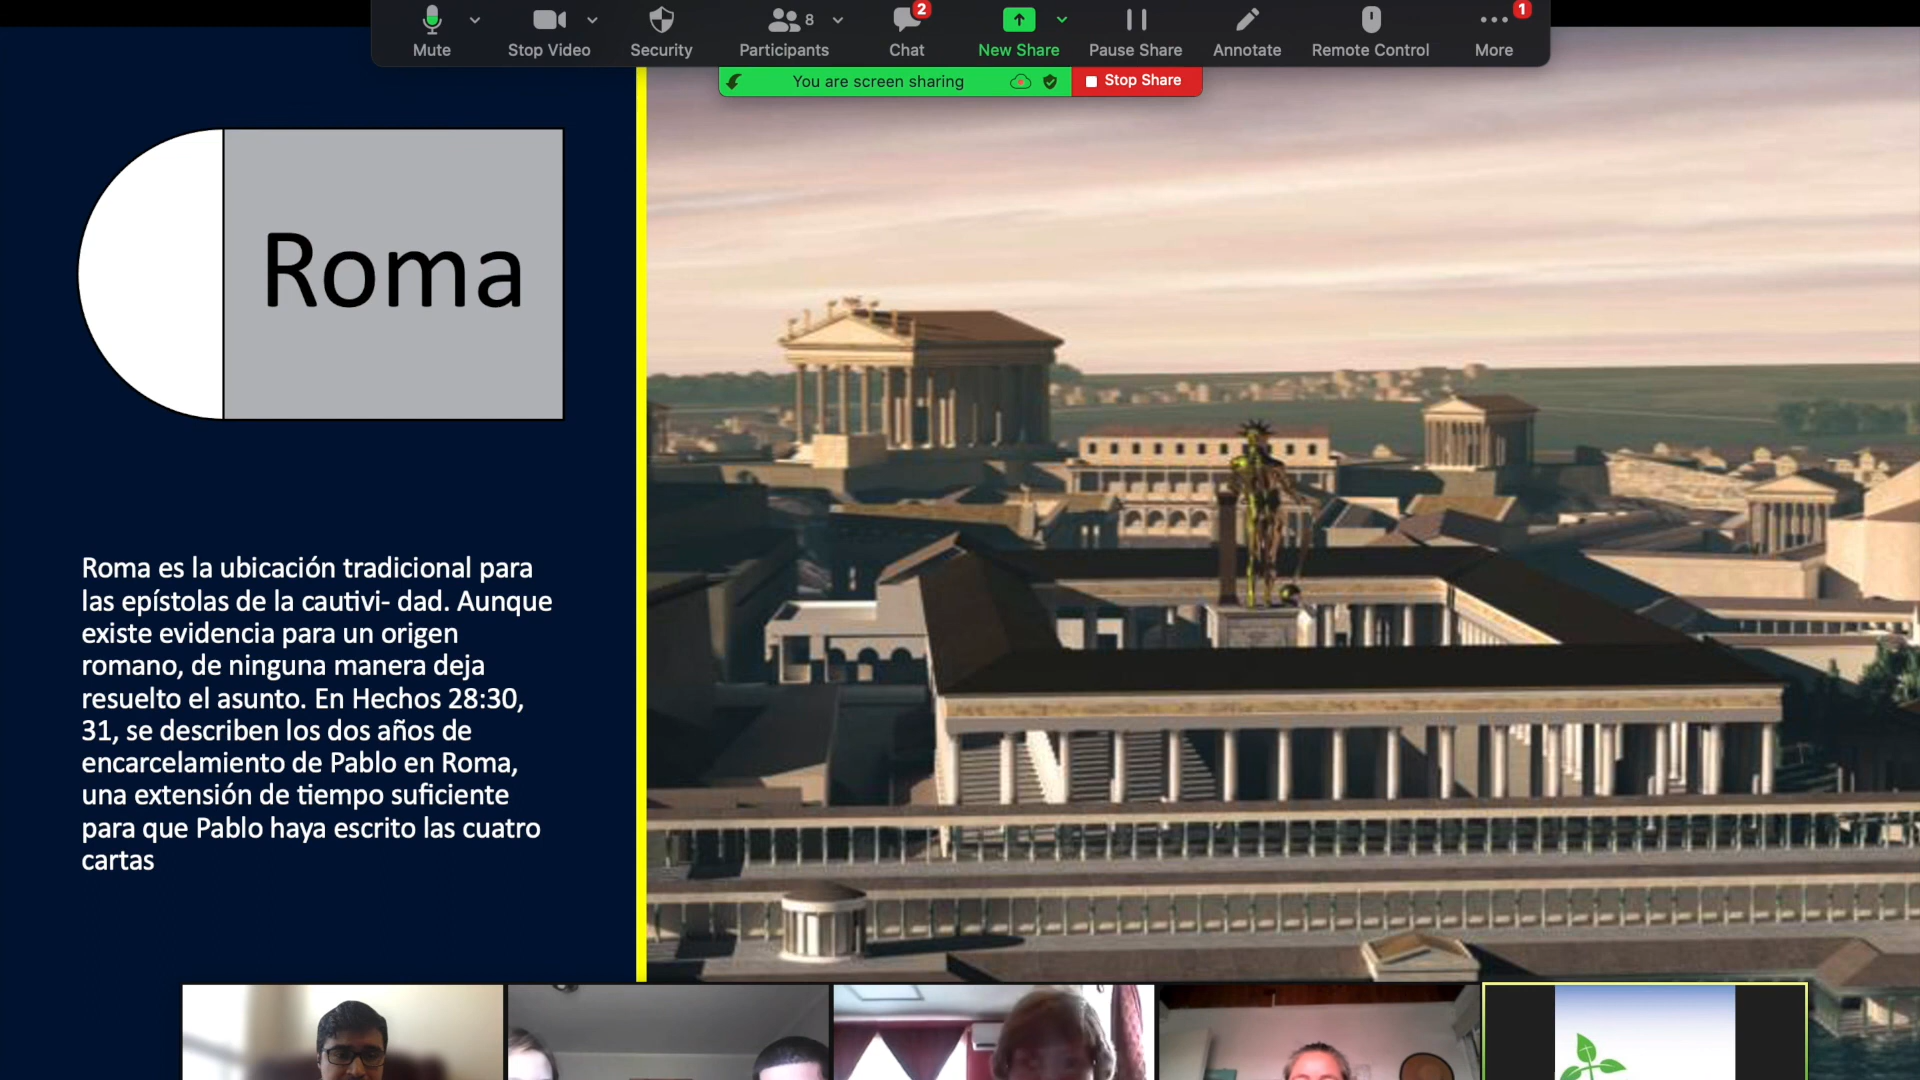 Mute
Stop Video
Security
Participants
8
Chat
2
New Share
Pause Share
Annotate
Remote Control
More
1
You are screen sharing
Stop Share
Roma
Roma es la ubicación tradicional para
las epístolas de la cautivi- dad. Aunque
existe evidencia para un origen
romano, de ninguna manera deja
resuelto el asunto. En Hechos 28:30,
31, se describen los dos años de
encarcelamiento de Pablo en Roma,
una extensión de tiempo suficiente
para que Pablo haya escrito las cuatro
cartas